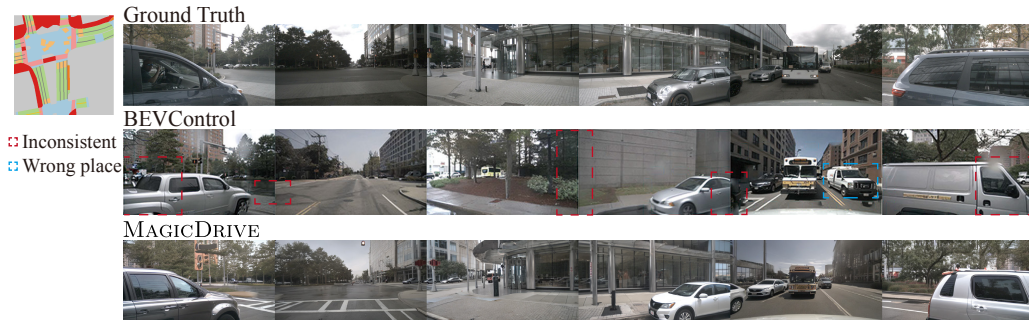 Ground Truth
BEVControl
Inconsistent
Wrong place
MAGICDRIVE